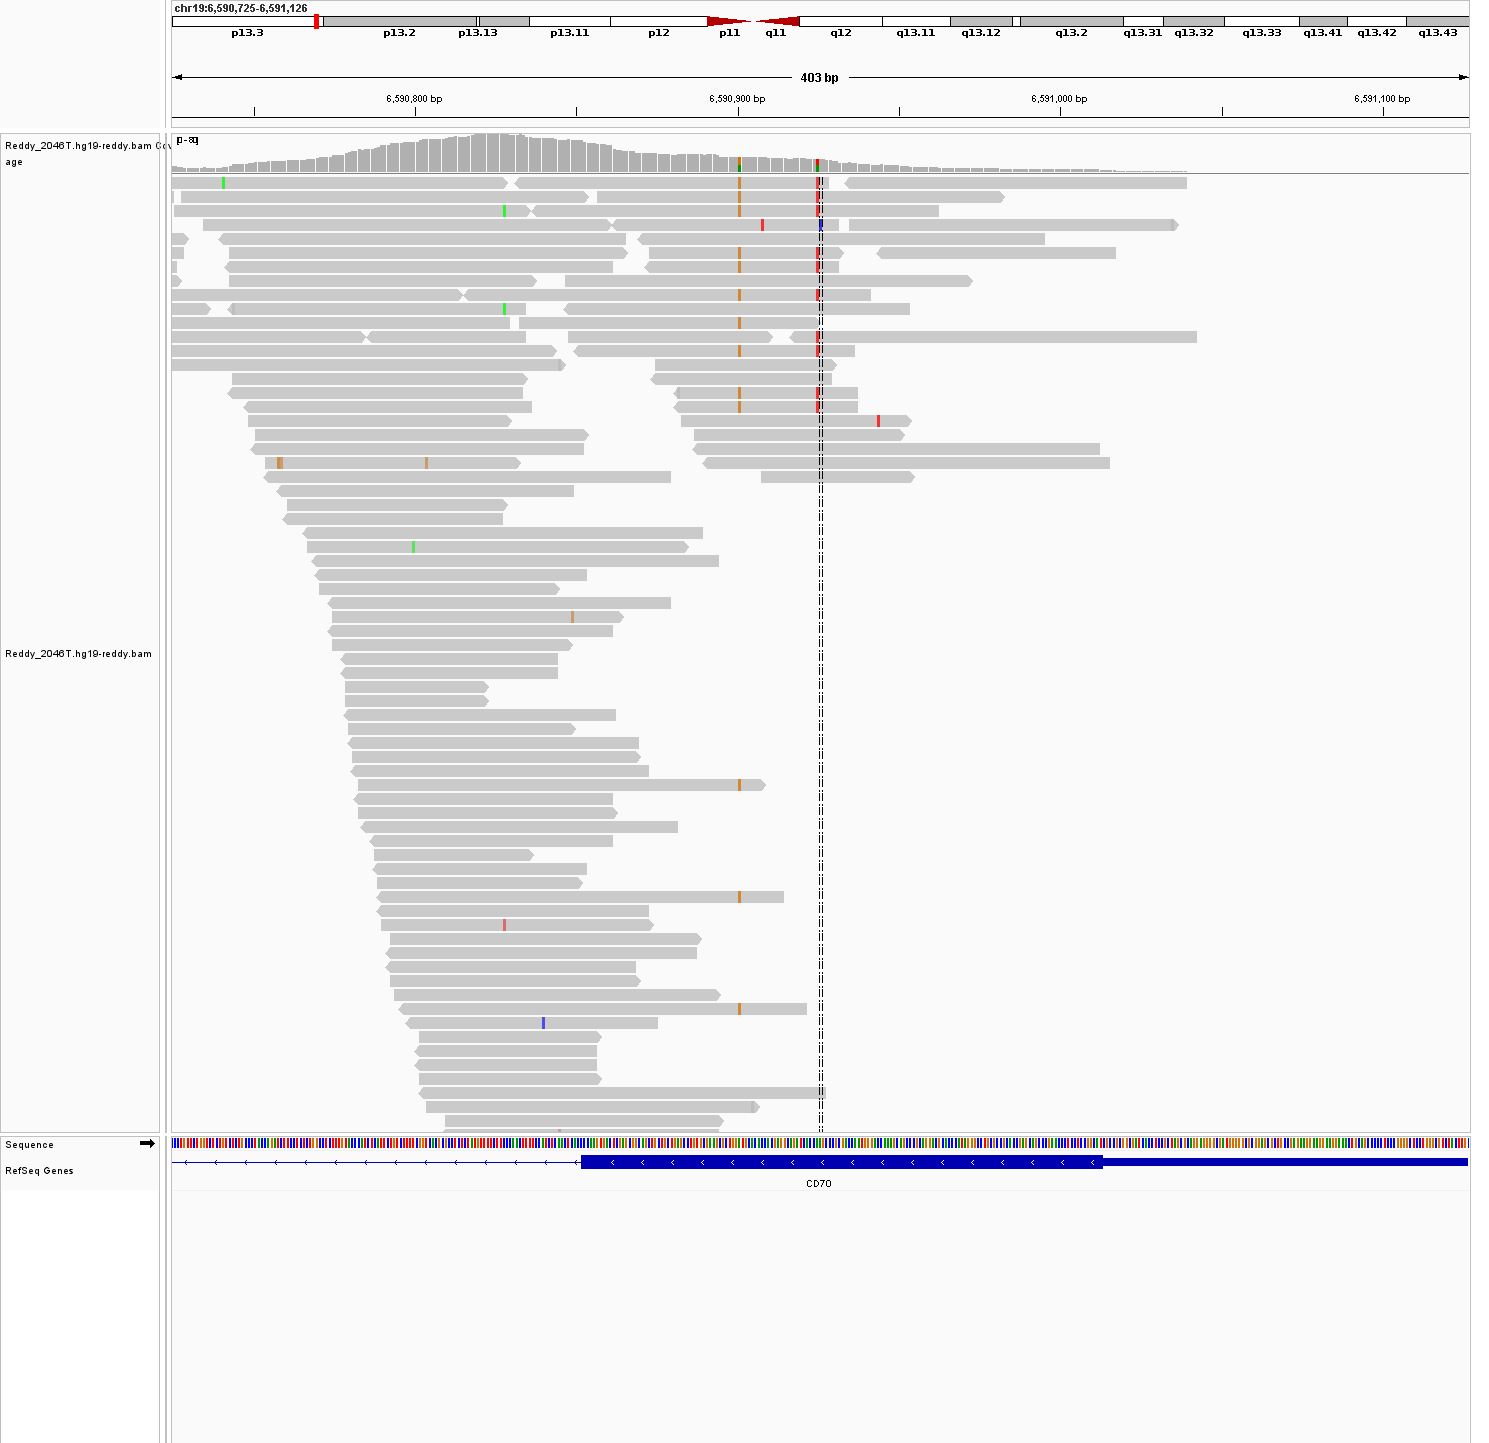 chr19:6,590,725-6,591,126
p13.3 p13.2 p13.13 p13.11 p12 p11 q11 q12 q13.11 q13.12 q13.2 q13.31 q13.32 q13.33 q13.41 q13.42 q13.43
403 bp
6,590,800 bp 6,590,900 bp 6,591,000 bp 6,591,100 bp
Reddy_2046T.hg19-reddy.bam Cov
age
Reddy_2046T.hg19-reddy.bam
Sequence
RefSeq Genes
CD70